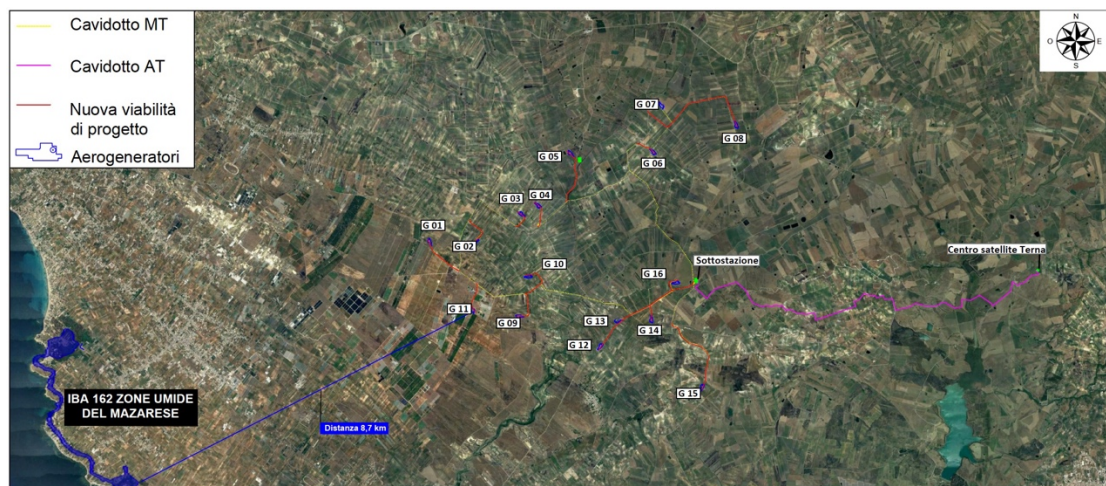 Cavidotto MT
Cavidotto AT
Nuova viabilità
di progetto
Aerogeneratori
N
O
E
S
G 07
G 08
G 05
G 06
G 04
G 03
G 01
G 02
G 10
G 16
Sottostazione
Centro satellite Terna
G 11
G 09
G 13
G 14
G 12
G 15
IBA 162 ZONE UMIDE
DEL MAZARESE
Distanza 8,7 km